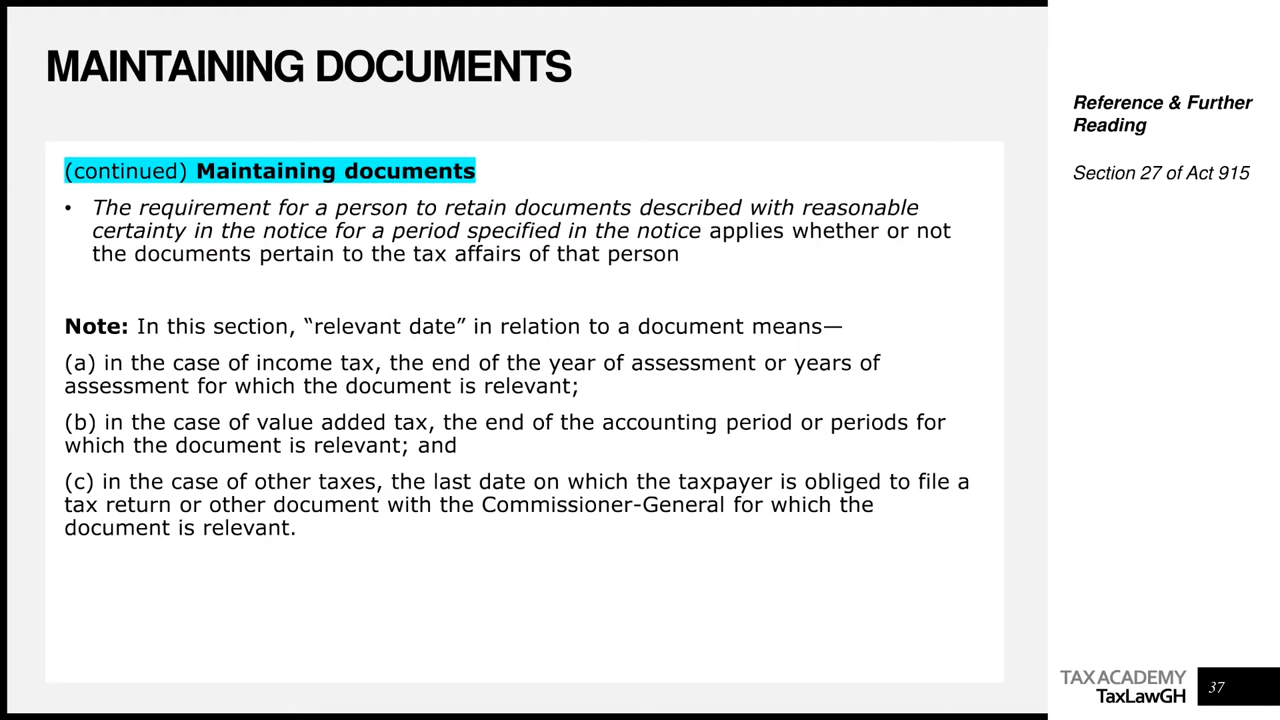 MAINTAINING DOCUMENTS
(continued) Maintaining documents
• The requirement for a person to retain documents described with reasonable
certainty in the notice for a period specified in the notice applies whether or not
the documents pertain to the tax affairs of that person
Note: In this section, “relevant date” in relation to a document means—
(a) in the case of income tax, the end of the year of assessment or years of
assessment for which the document is relevant;
(b) in the case of value added tax, the end of the accounting period or periods for
which the document is relevant; and
(c) in the case of other taxes, the last date on which the taxpayer is obliged to file a
tax return or other document with the Commissioner-General for which the
document is relevant.
Reference & Further
Reading
Section 27 of Act 915
TAX ACADEMY
TaxLawGH
37